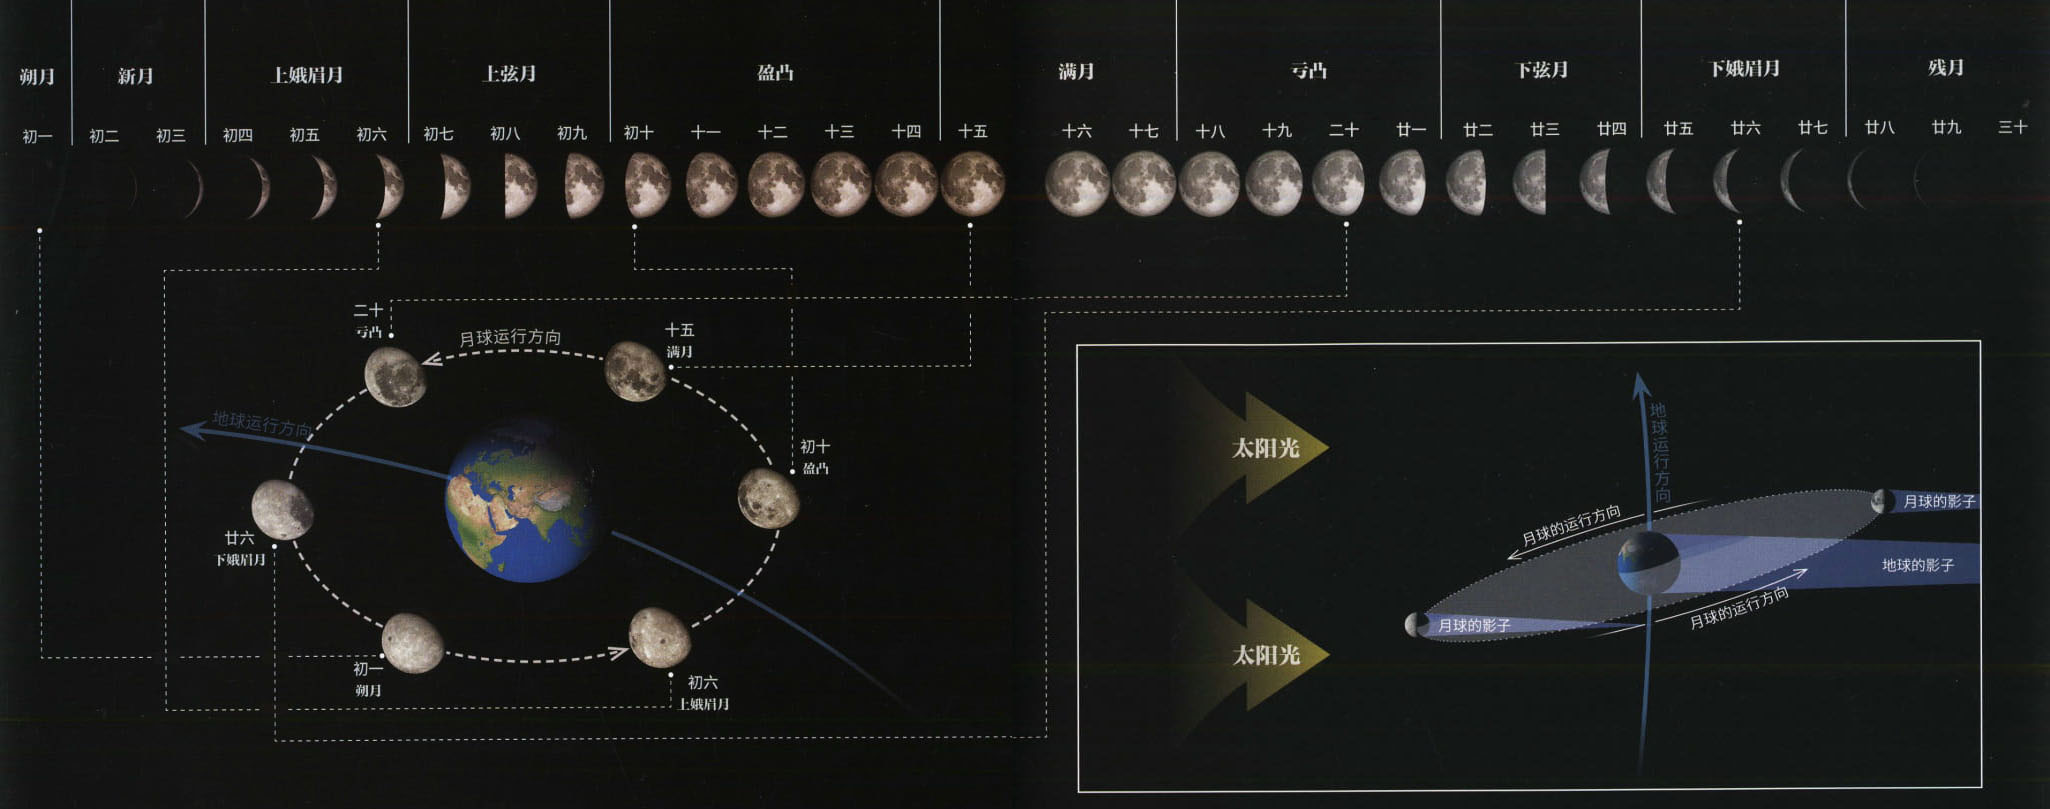 朔月
新月
上娥眉月
上弦月
盈凸
满月
亏凸
下弦月
下娥眉月
残月
初一
初二
初三
初四
初五
初六
初七
初八
初九
初十
十一
十二
十三
十四
十五
十六
十七
十八
十九
二十
廿一
廿二
廿三
廿四
廿五
廿六
廿七
廿八
廿九
三十
二十
亏凸
月球运行方向
十五
满月
地球运行方向
初十
盈凸
廿六
下娥眉月
初一
朔月
初六
上娥眉月
太阳光
太阳光
地球运行方向
月球的运行方向
月球的影子
地球的影子
月球的影子
月球的运行方向